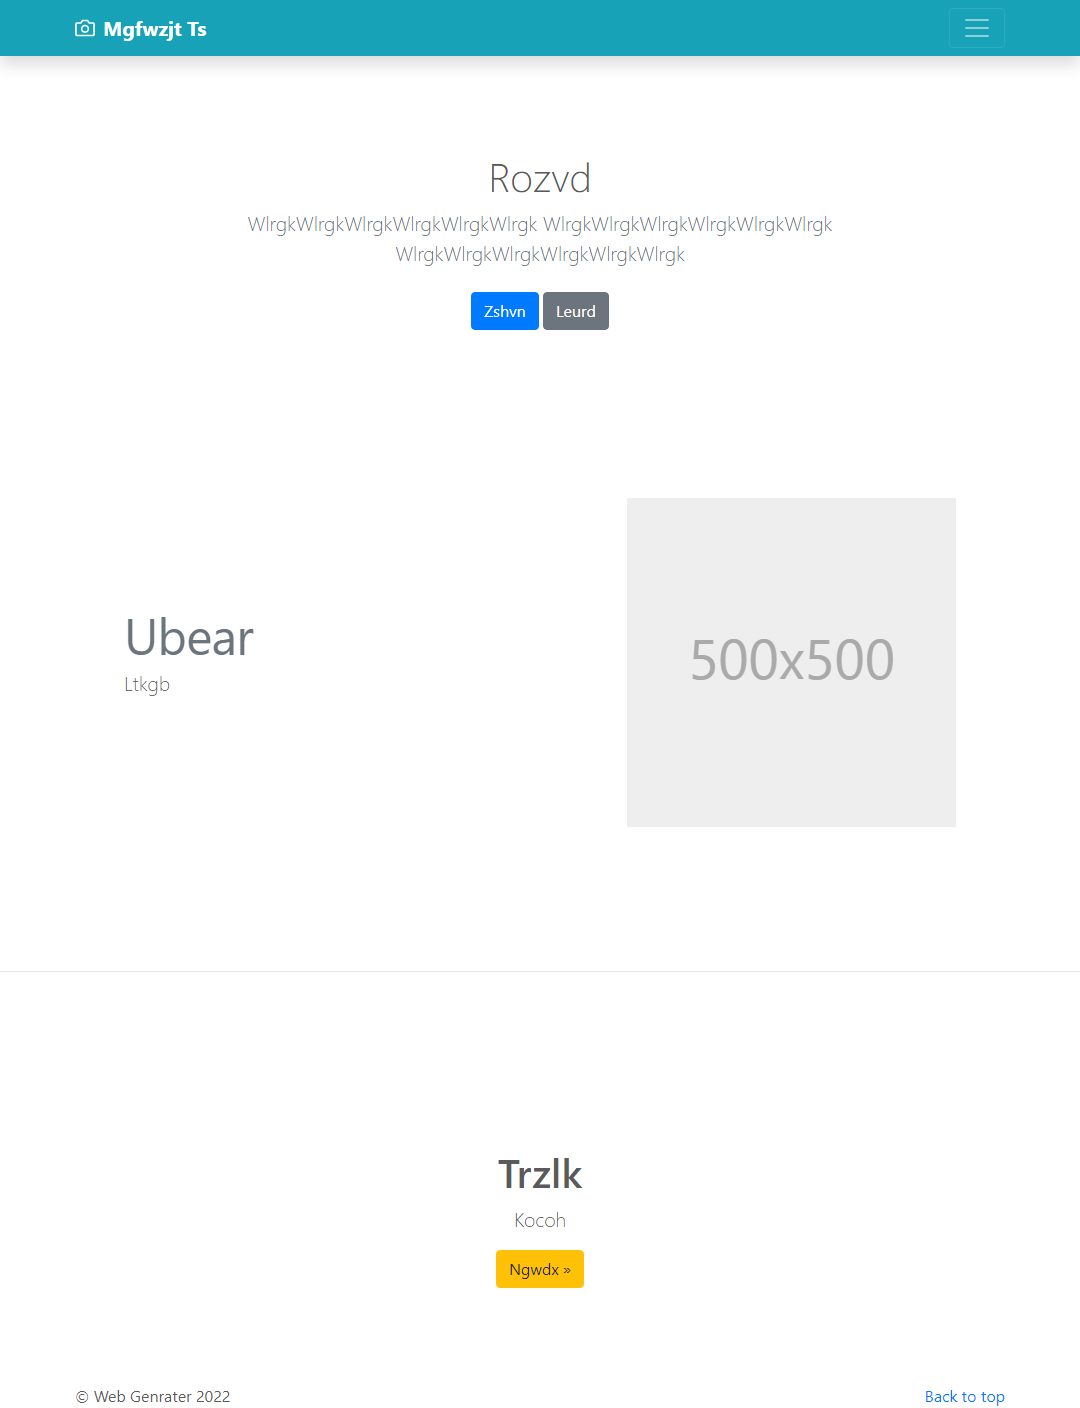 Mgfwzjt Ts
Rozvd
WlrgkWlrgkWlrgkWlrgkWlrgkWlrgk WlrgkWlrgkWlrgkWlrgkWlrgkWlrgk
WlrgkWlrgkWlrgkWlrgkWlrgkWlrgk
Zshvn Leurd
500x500
Ubear
Ltkgb
Trzlk
Kocoh
Ngwdx »
© Web Genrater 2022
Back to top